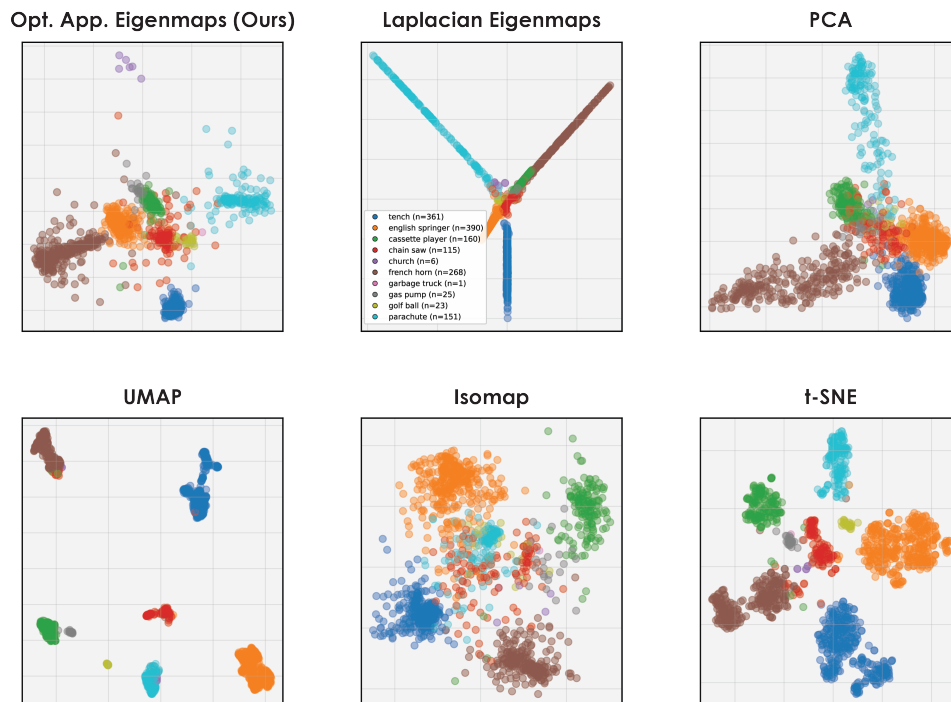 Opt. App. Eigenmaps (Ours)
Laplacian Eigenmaps
PCA
tench (n=361)
english springer (n=390)
cassette player (n=160)
chain saw (n=115)
church (n=6)
french horn (n=268)
garbage truck (n=1)
gas pump (n=25)
golf ball (n=23)
parachute (n=151)
UMAP
Isomap
t-SNE